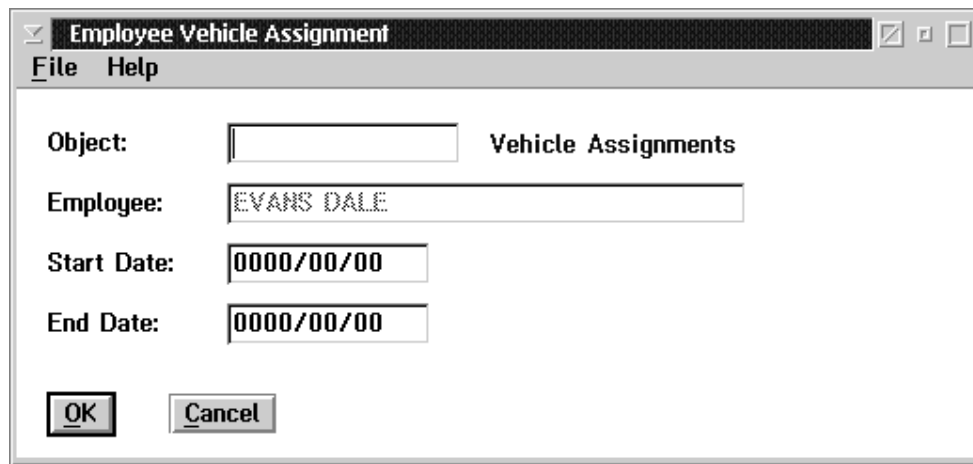 Employee Vehicle Assignment
File Help
Object: Vehicle Assignments
Employee: EVANS DALE
Start Date: 0000/00/00
End Date: 0000/00/00
OK Cancel